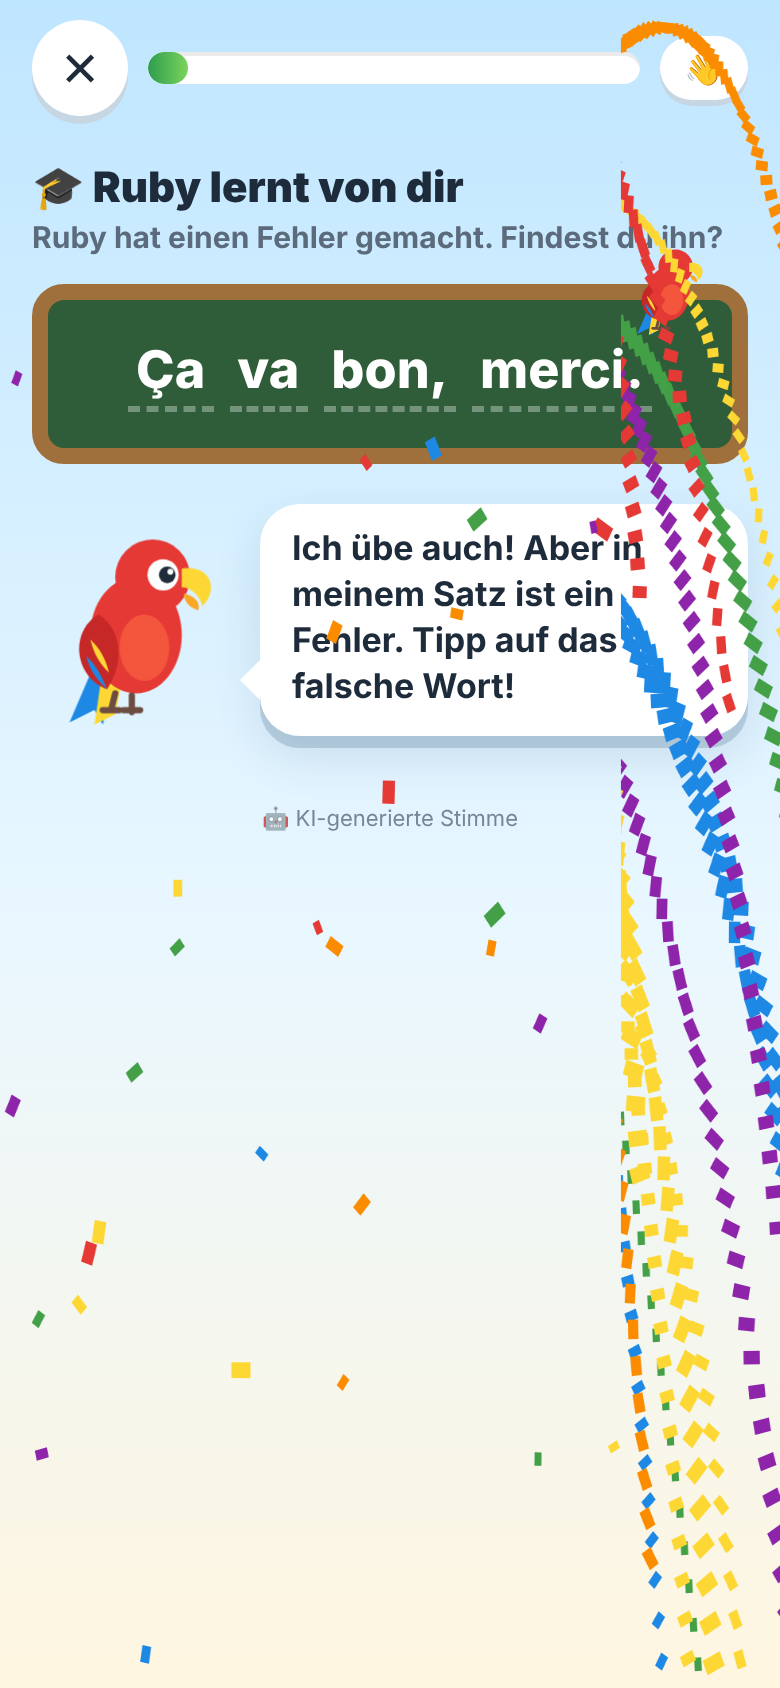 Ruby lernt von dir
Ruby hat einen Fehler gemacht. Findest du ihn?
Ça va bon, merci.
Ich übe auch! Aber in
meinem Satz ist ein
Fehler. Tipp auf das
falsche Wort!
KI-generierte Stimme